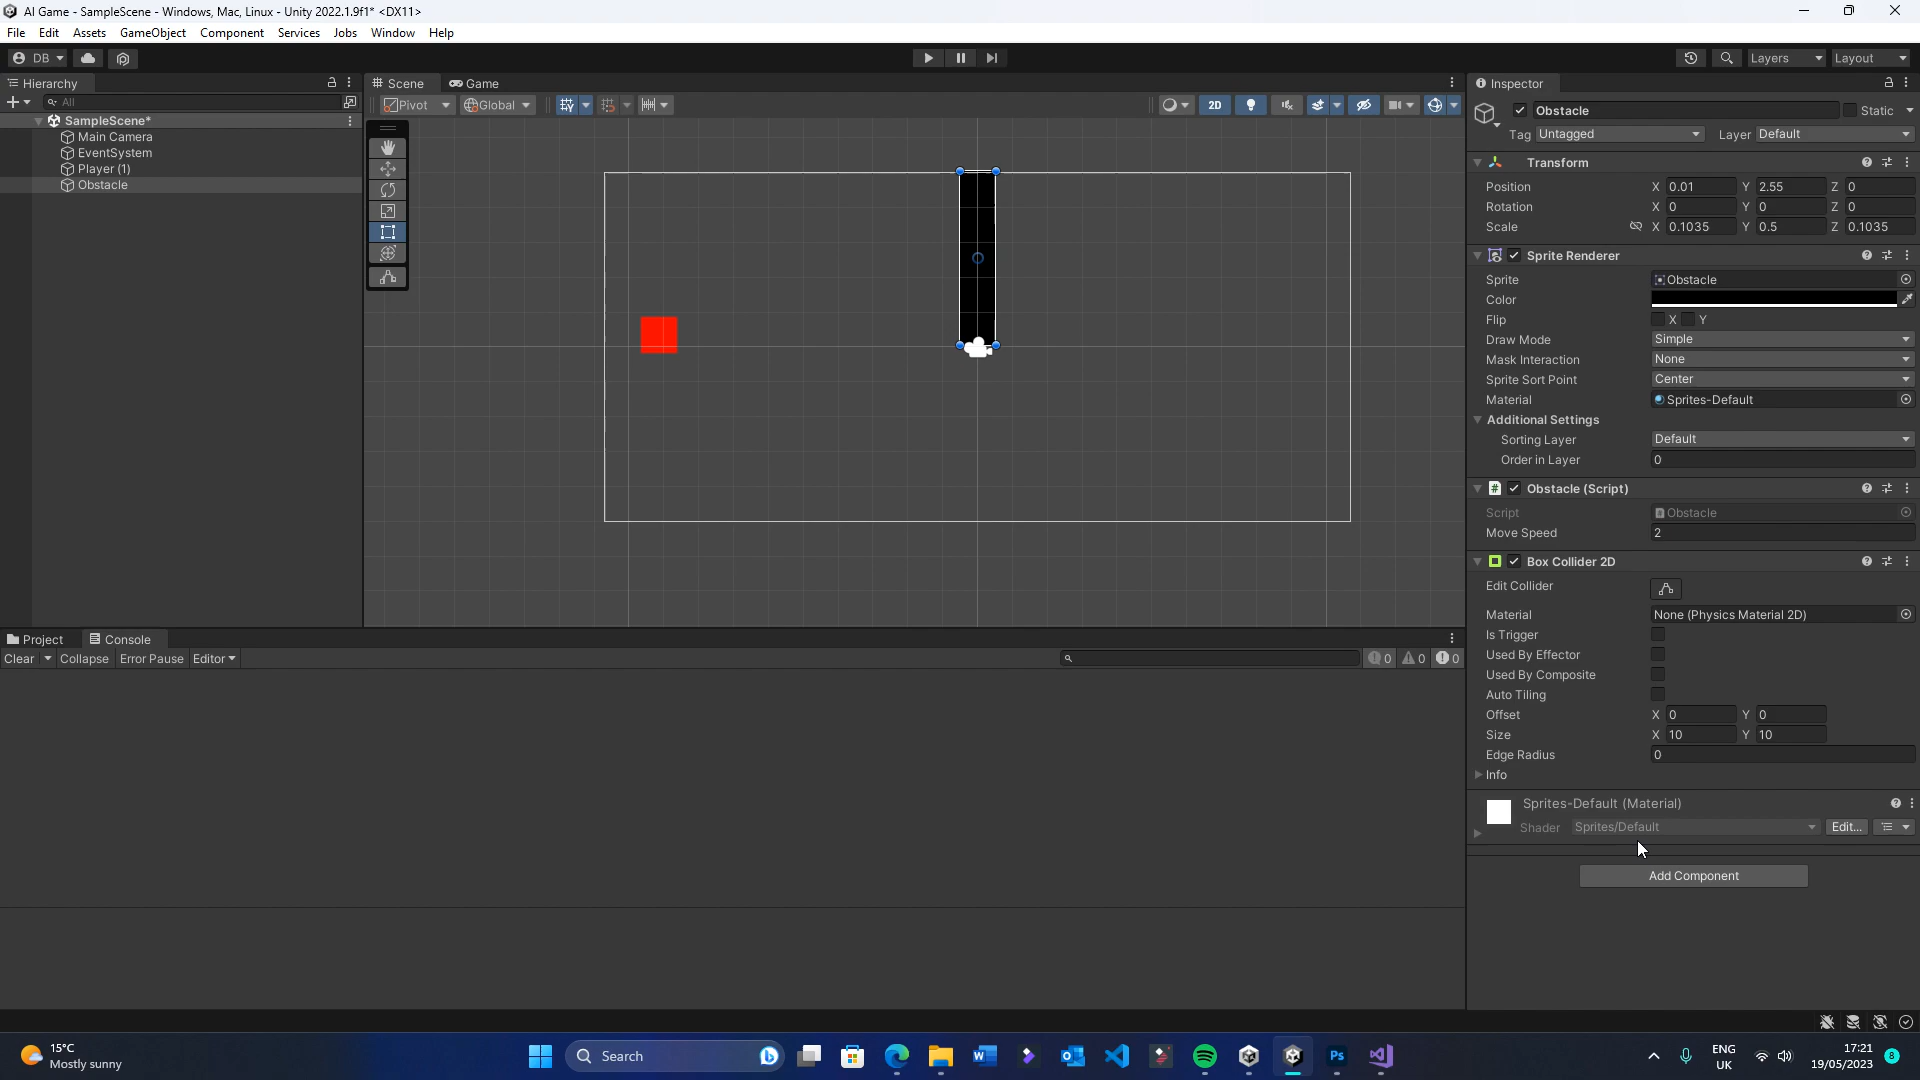 AI Game - SampleScene - Windows, Mac, Linux - Unity 2022.1.9f1* <DX11>
File Edit Assets GameObject Component Services Jobs Window Help
DB Layers Layout
Hierarchy Scene Game Inspector
All Pivot Global 2D
Obstacle Static
Tag Untagged Layer Default
SampleScene*
Main Camera
EventSystem
Player (1)
Obstacle
Transform
Position X 0.01 Y 2.55 Z 0
Rotation X 0 Y 0 Z 0
Scale X 0.1035 Y 0.5 Z 0.1035
Sprite Renderer
Sprite Obstacle
Color
Flip X Y
Draw Mode Simple
Mask Interaction None
Sprite Sort Point Center
Material Sprites-Default
Additional Settings
Sorting Layer Default
Order in Layer 0
# Obstacle (Script)
Script Obstacle
Move Speed 2
Box Collider 2D
Edit Collider
Material None (Physics Material 2D)
Is Trigger
Used By Effector
Used By Composite
Auto Tiling
Offset X 0 Y 0
Size X 10 Y 10
Edge Radius 0
Info
Sprites-Default (Material)
Shader Sprites/Default Edit...
Add Component
Project Console
Clear Collapse Error Pause Editor 0 0 0
15°C
Mostly sunny
Search
W
Ps
ENG
UK
17:21
19/05/2023
8